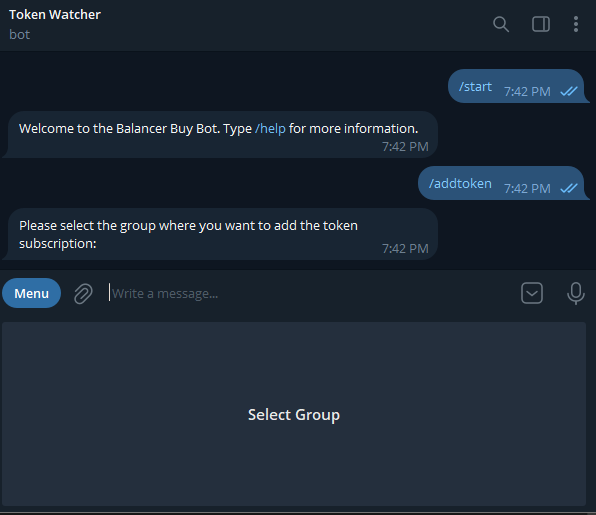 Token Watcher
bot
/start 7:42 PM
Welcome to the Balancer Buy Bot. Type /help for more information.
7:42 PM
/addtoken 7:42 PM
Please select the group where you want to add the token
subscription:
7:42 PM
Menu Write a message...
Select Group